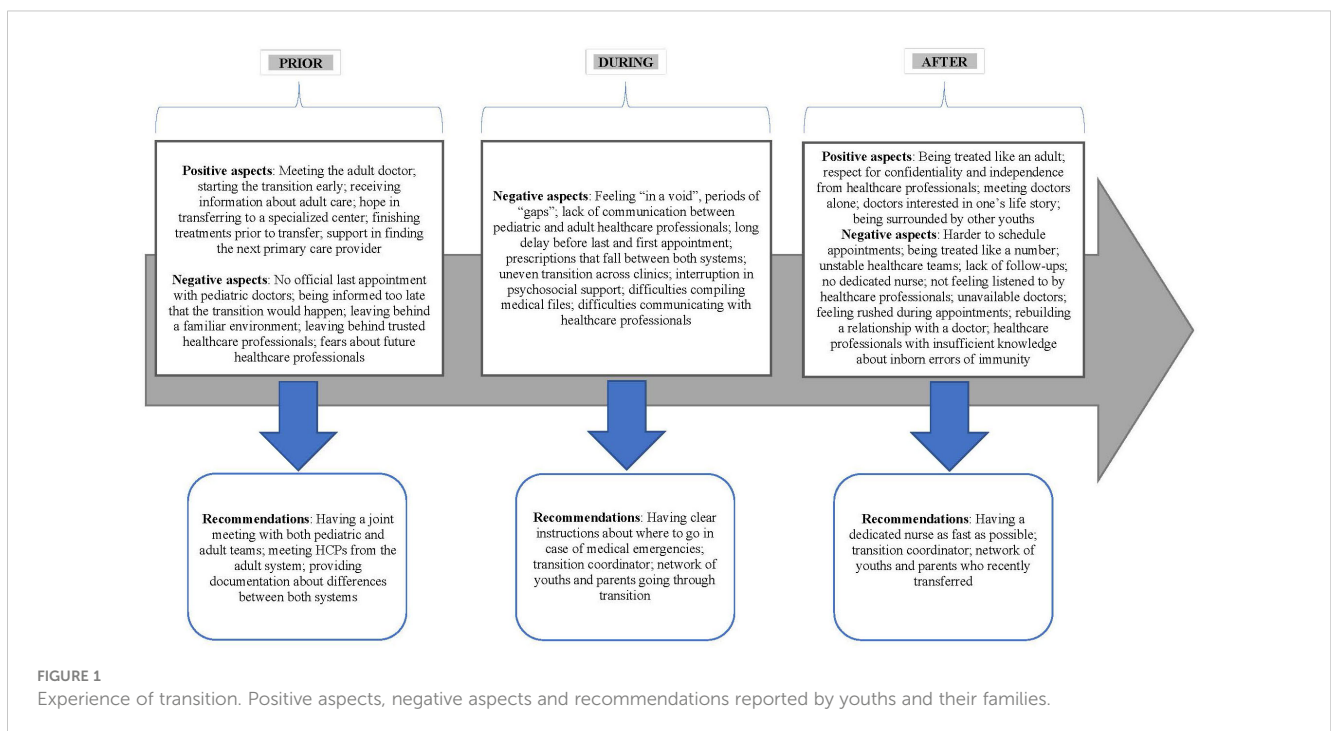 PRIOR
DURING
AFTER
Positive aspects: Meeting the adult doctor;
starting the transition early; receiving
information about adult care; hope in
transferring to a specialized center; finishing
treatments prior to transfer; support in finding
the next primary care provider
Negative aspects: No official last appointment
with pediatric doctors; being informed too late
that the transition would happen; leaving behind
a familiar environment; leaving behind trusted
healthcare professionals; fears about future
healthcare professionals
Negative aspects: Feeling “in a void”, periods of
“gaps”; lack of communication between
pediatric and adult healthcare professionals; long
delay before last and first appointment;
prescriptions that fall between both systems;
uneven transition across clinics; interruption in
psychosocial support; difficulties compiling
medical files; difficulties communicating with
healthcare professionals
Positive aspects: Being treated like an adult;
respect for confidentiality and independence
from healthcare professionals; meeting doctors
alone; doctors interested in one’s life story;
being surrounded by other youths
Negative aspects: Harder to schedule
appointments; being treated like a number;
unstable healthcare teams; lack of follow-ups;
no dedicated nurse; not feeling listened to by
healthcare professionals; unavailable doctors;
feeling rushed during appointments; rebuilding
a relationship with a doctor; healthcare
professionals with insufficient knowledge
about inborn errors of immunity
Recommendations: Having a joint
meeting with both pediatric and
adult teams; meeting HCPs from the
adult system; providing
documentation about differences
between both systems
Recommendations: Having clear
instructions about where to go in
case of medical emergencies;
transition coordinator; network of
youths and parents going through
transition
Recommendations: Having a
dedicated nurse as fast as possible;
transition coordinator; network of
youths and parents who recently
transferred
FIGURE 1
Experience of transition. Positive aspects, negative aspects and recommendations reported by youths and their families.